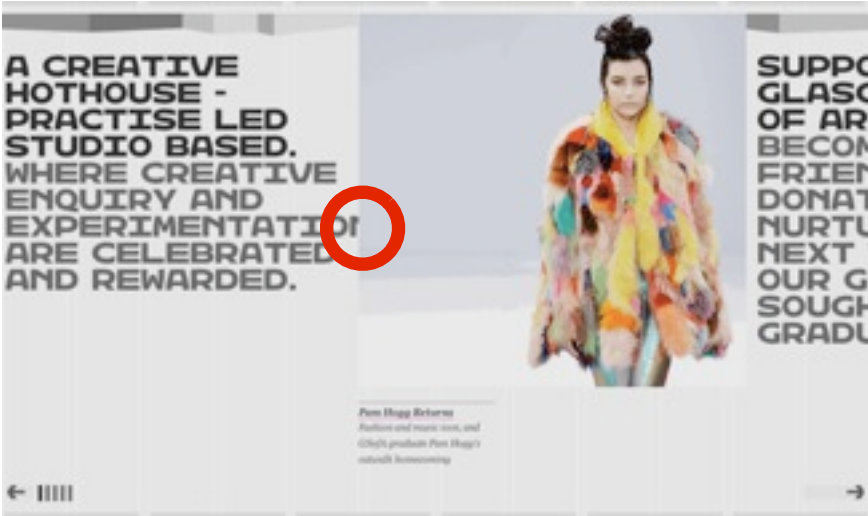 A CREATIVE
HOTHOUSE -
PRACTISE LED
STUDIO BASED.
WHERE CREATIVE
ENQUIRY AND
EXPERIMENTATION
ARE CELEBRATED
AND REWARDED.
Pam Hogg Returns
Fashion and music icon, and
GSofA graduate Pam Hogg's
catwalk homecoming
SUPPO
GLASG
OF AR
BECOM
FRIEN
DONAT
NURTU
NEXT
OUR G
SOUGH
GRADU